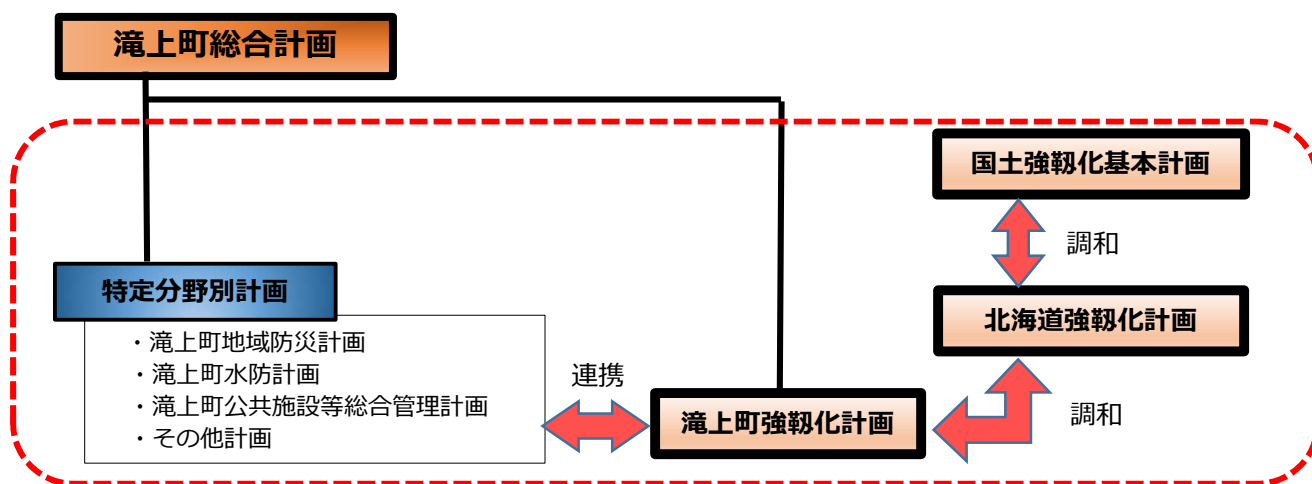 滝上町総合計画
国土強靱化基本計画
調和
特定分野別計画
北海道強靱化計画
・滝上町地域防災計画
・滝上町水防計画
・滝上町公共施設等総合管理計画
・その他計画
連携
滝上町強靱化計画
調和